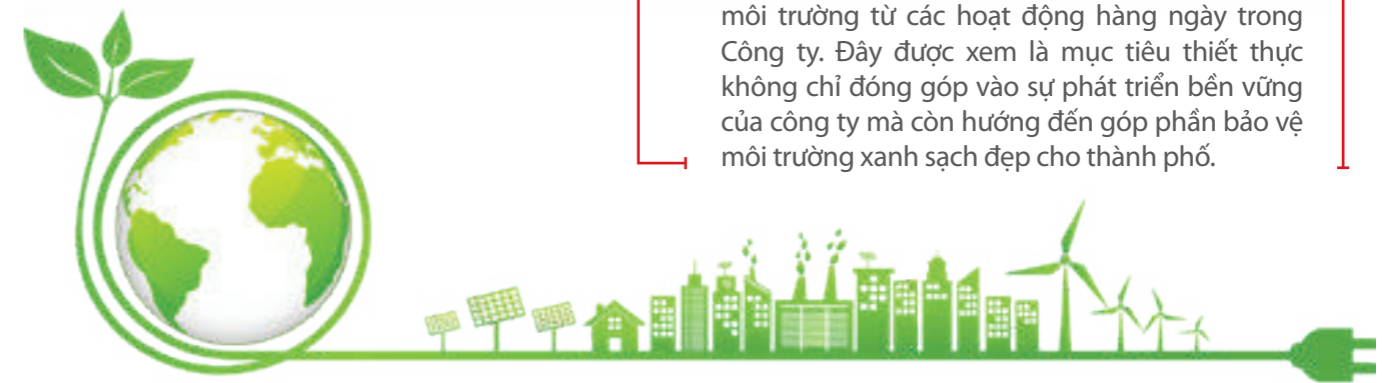 môi trường từ các hoạt động hàng ngày trong
Công ty. Đây được xem là mục tiêu thiết thực
không chỉ đóng góp vào sự phát triển bền vững
của công ty mà còn hướng đến góp phần bảo vệ
môi trường xanh sạch đẹp cho thành phố.